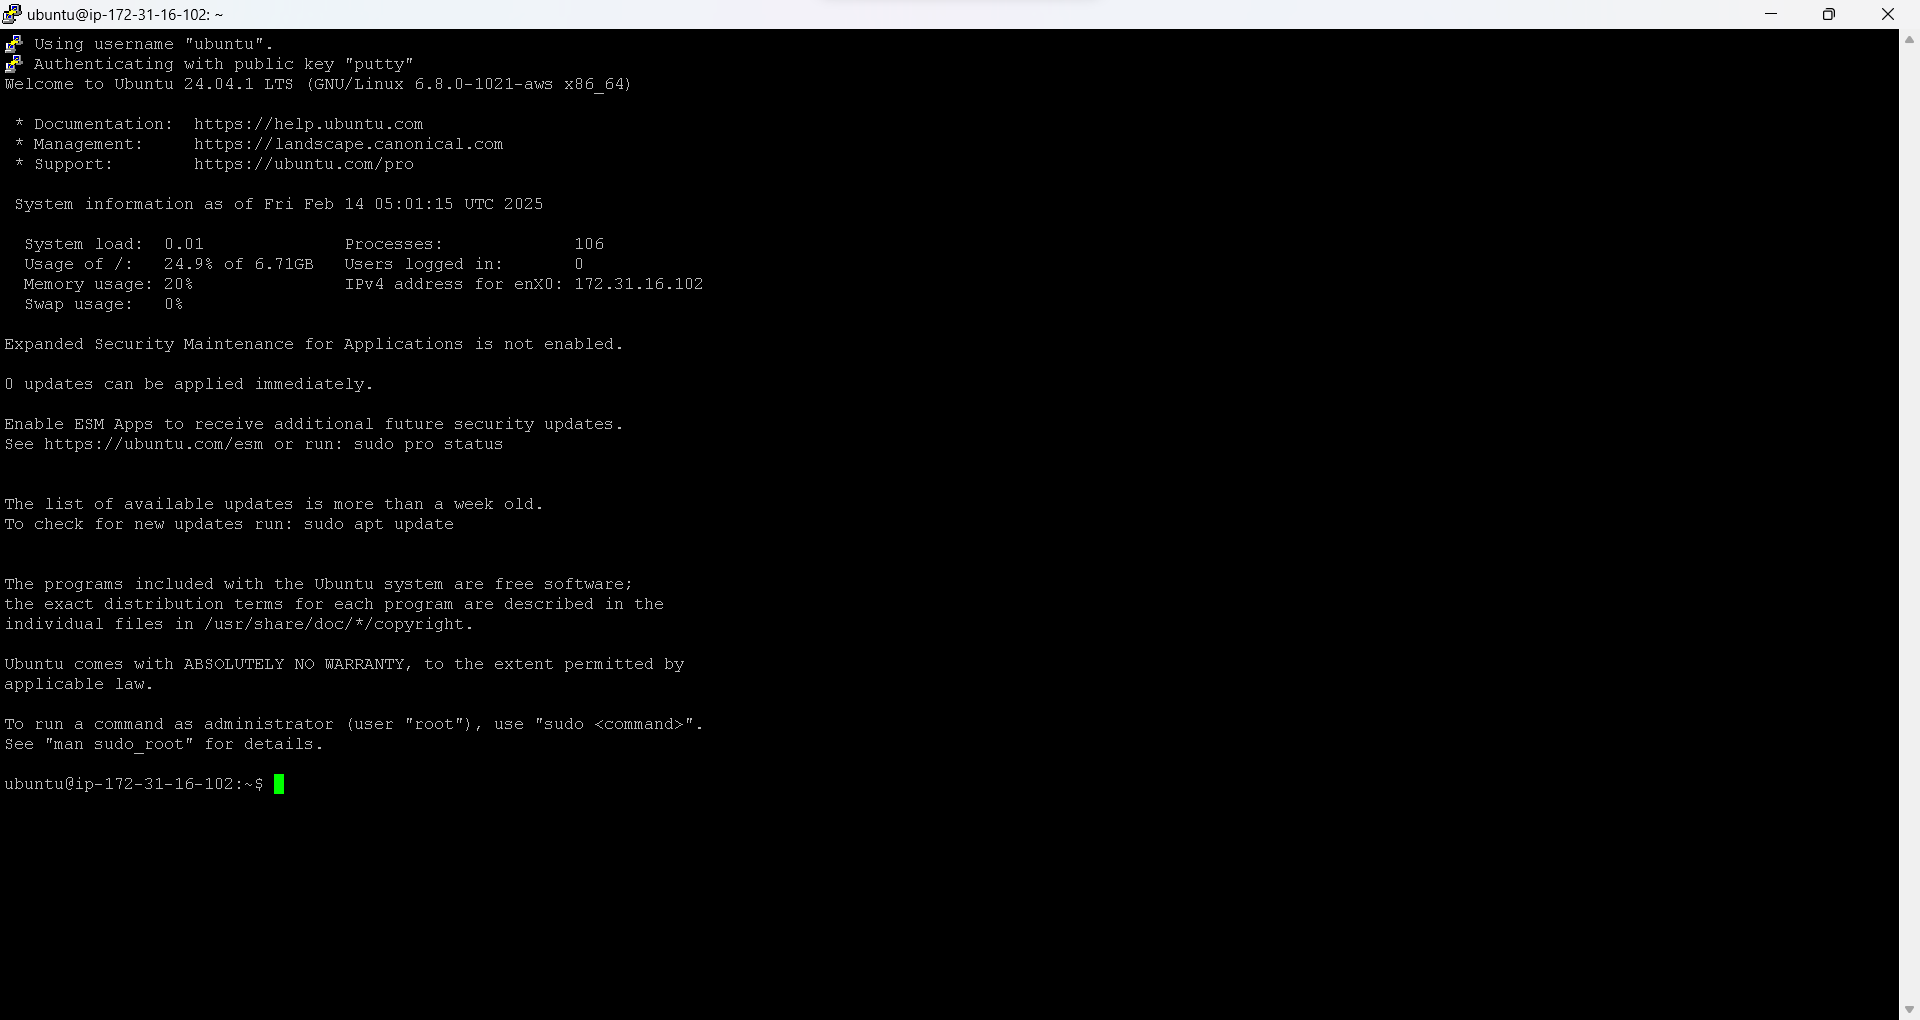 ubuntu@ip-172-31-16-102: ~
Using username "ubuntu".
Authenticating with public key "putty"
Welcome to Ubuntu 24.04.1 LTS (GNU/Linux 6.8.0-1021-aws x86_64)
* Documentation:  https://help.ubuntu.com
* Management:     https://landscape.canonical.com
* Support:        https://ubuntu.com/pro
System information as of Fri Feb 14 05:01:15 UTC 2025
System load:  0.01              Processes:             106
Usage of /:   24.9% of 6.71GB   Users logged in:       0
Memory usage: 20%               IPv4 address for enX0: 172.31.16.102
Swap usage:   0%
Expanded Security Maintenance for Applications is not enabled.
0 updates can be applied immediately.
Enable ESM Apps to receive additional future security updates.
See https://ubuntu.com/esm or run: sudo pro status
The list of available updates is more than a week old.
To check for new updates run: sudo apt update
The programs included with the Ubuntu system are free software;
the exact distribution terms for each program are described in the
individual files in /usr/share/doc/*/copyright.
Ubuntu comes with ABSOLUTELY NO WARRANTY, to the extent permitted by
applicable law.
To run a command as administrator (user "root"), use "sudo <command>".
See "man sudo_root" for details.
ubuntu@ip-172-31-16-102:~$